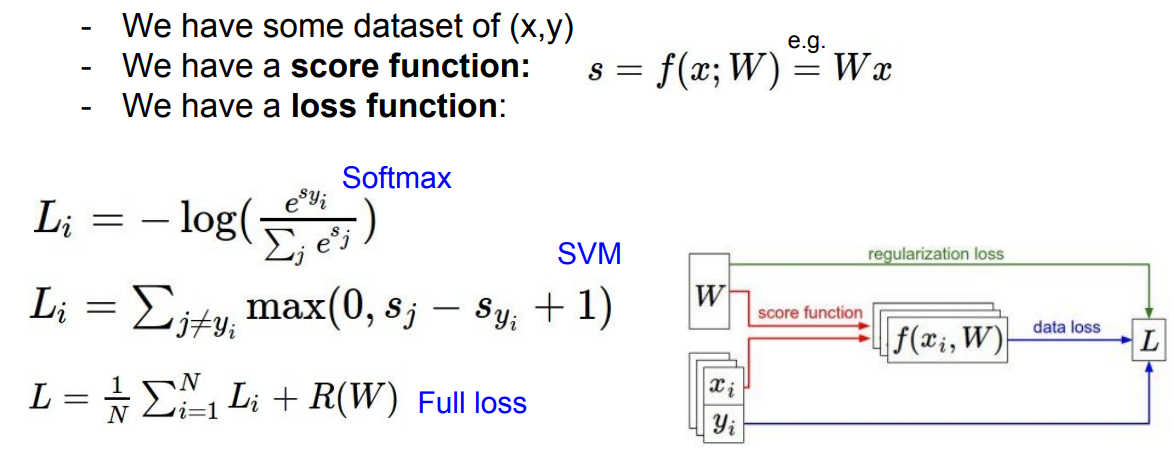 - We have some dataset of (x,y)
- We have a score function: s = f(x; W) e.g. = Wx
- We have a loss function:
Softmax
L_i = − log(e^{s_{y_i}} / ∑_j e^{s_j})
SVM
L_i = ∑_{j≠y_i} max(0, s_j − s_{y_i} + 1)
L = 1/N ∑_{i=1}^{N} L_i + R(W) Full loss
regularization loss
W
score function
f(x_i, W)
data loss
L
x_i
y_i